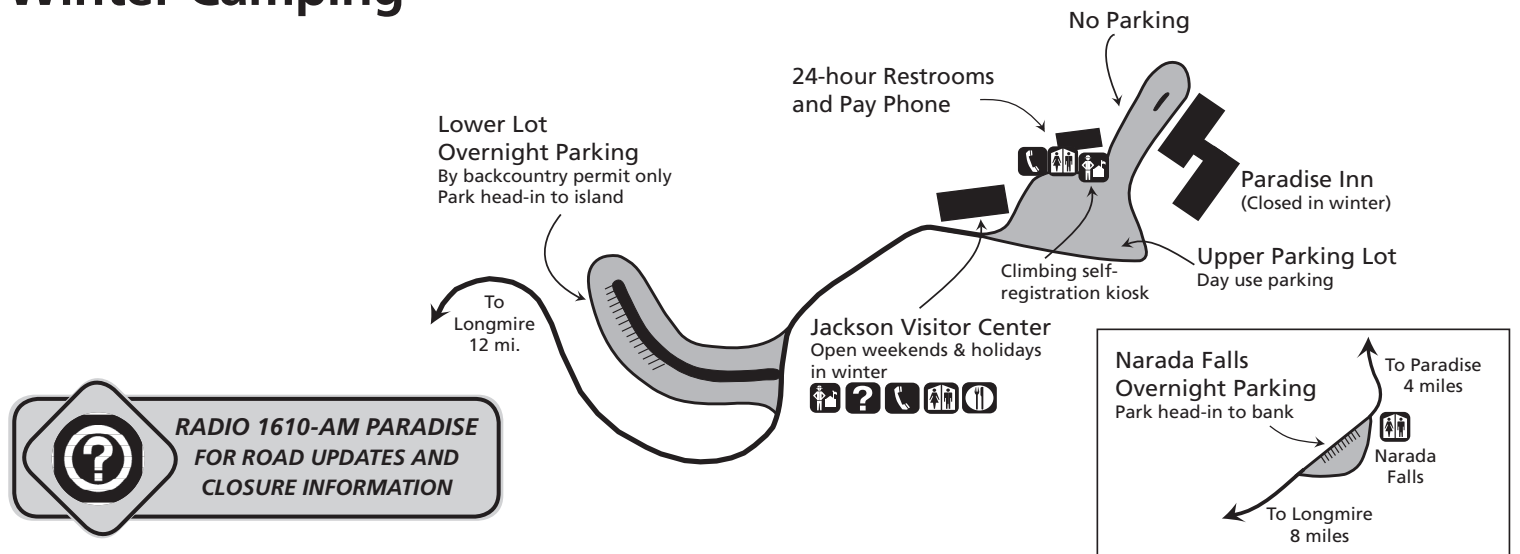 Winter Camping
No Parking
24-hour Restrooms
and Pay Phone
Lower Lot
Overnight Parking
By backcountry permit only
Park head-in to island
Paradise Inn
(Closed in winter)
Upper Parking Lot
Day use parking
Climbing self-
registration kiosk
To
Longmire
12 mi.
Jackson Visitor Center
Open weekends & holidays
in winter
?
RADIO 1610-AM PARADISE
FOR ROAD UPDATES AND
CLOSURE INFORMATION
?
Narada Falls
Overnight Parking
Park head-in to bank
To Paradise
4 miles
Narada
Falls
To Longmire
8 miles